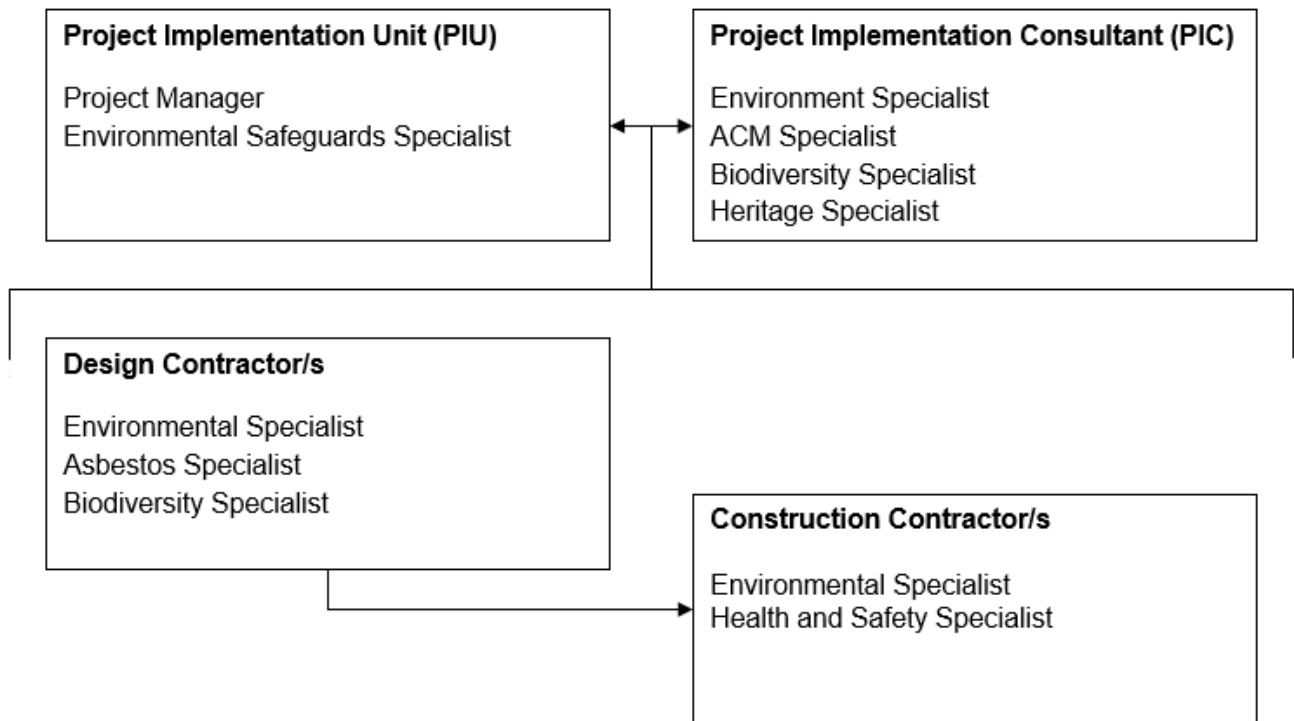 Project Implementation Unit (PIU)
Project Manager
Environmental Safeguards Specialist
Project Implementation Consultant (PIC)
Environment Specialist
ACM Specialist
Biodiversity Specialist
Heritage Specialist
Design Contractor/s
Environmental Specialist
Asbestos Specialist
Biodiversity Specialist
Construction Contractor/s
Environmental Specialist
Health and Safety Specialist